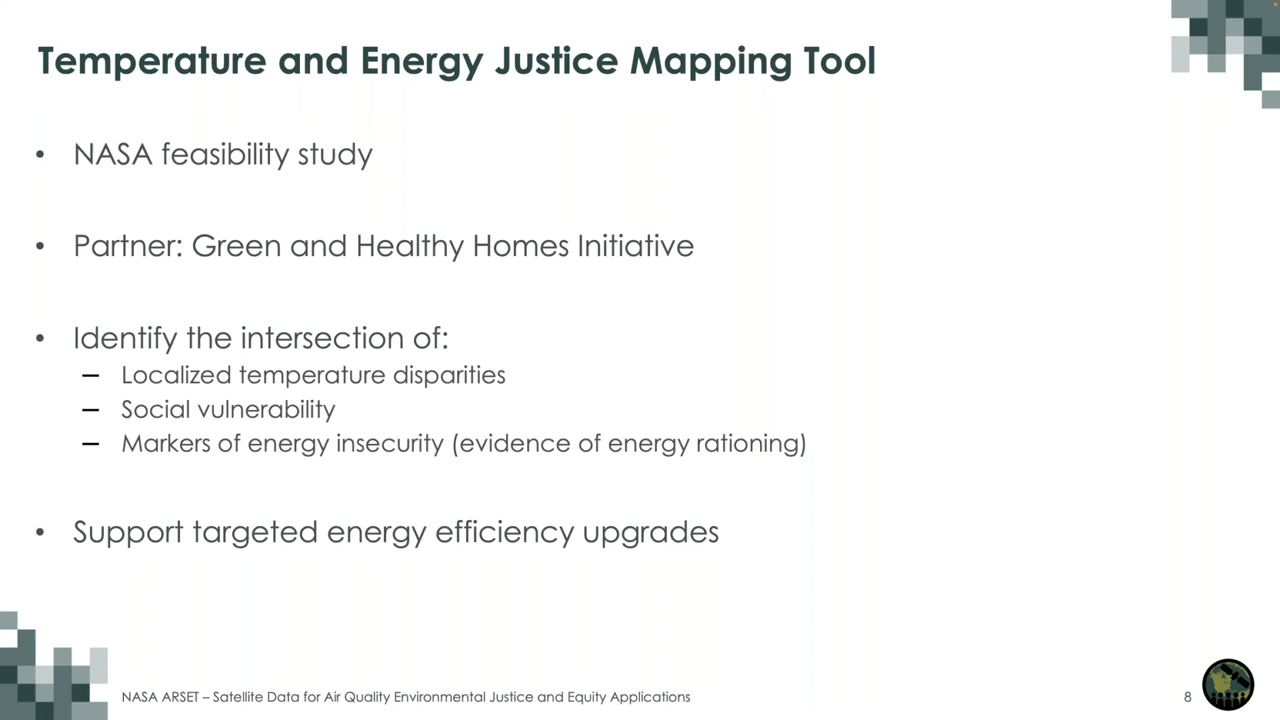 Temperature and Energy Justice Mapping Tool
• NASA feasibility study
• Partner: Green and Healthy Homes Initiative
• Identify the intersection of:
– Localized temperature disparities
– Social vulnerability
– Markers of energy insecurity (evidence of energy rationing)
• Support targeted energy efficiency upgrades
NASA ARSET – Satellite Data for Air Quality Environmental Justice and Equity Applications
8